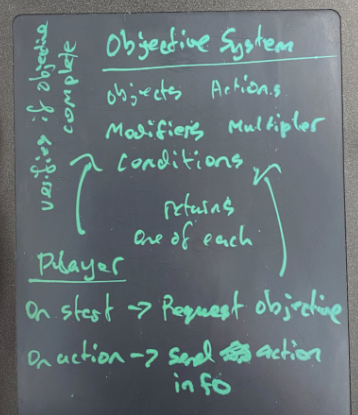 verifies if objective
complete
Objective System
Objects Actions
Modifiers Multiplier
Conditions
returns
one of each
Player
On start → Request objective
On action → send action
info